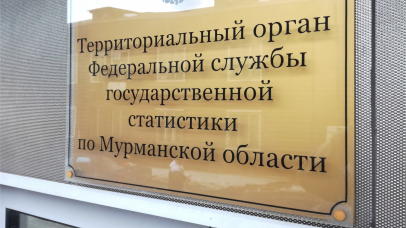 Территориальный орган
Федеральной службы
государственной
статистики
по Мурманской области